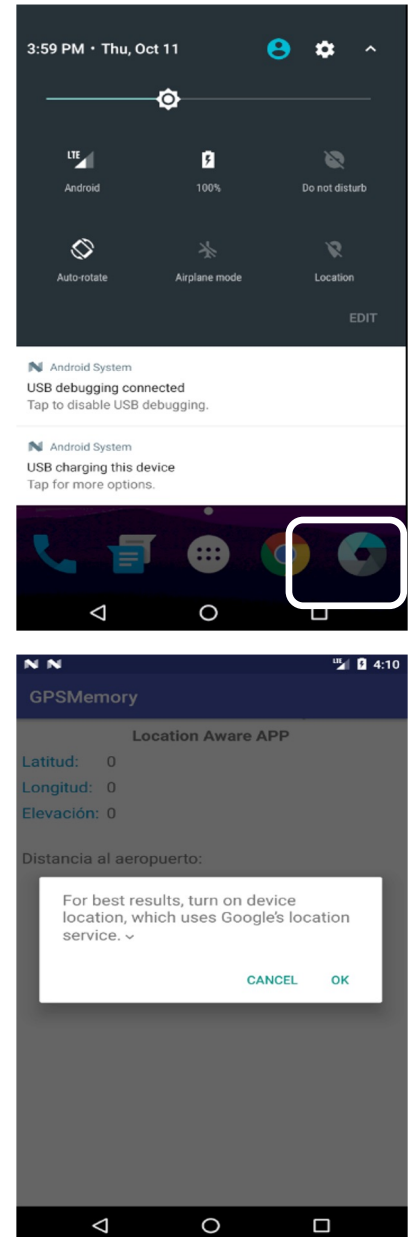 3:59 PM • Thu, Oct 11
LTE
Android
100%
Do not disturb
Auto-rotate
Airplane mode
Location
EDIT
Android System
USB debugging connected
Tap to disable USB debugging.
Android System
USB charging this device
Tap for more options.
LTE 4:10
GPSMemory
Location Aware APP
Latitud: 0
Longitud: 0
Elevación: 0
Distancia al aeropuerto:
For best results, turn on device
location, which uses Google's location
service.
CANCEL OK